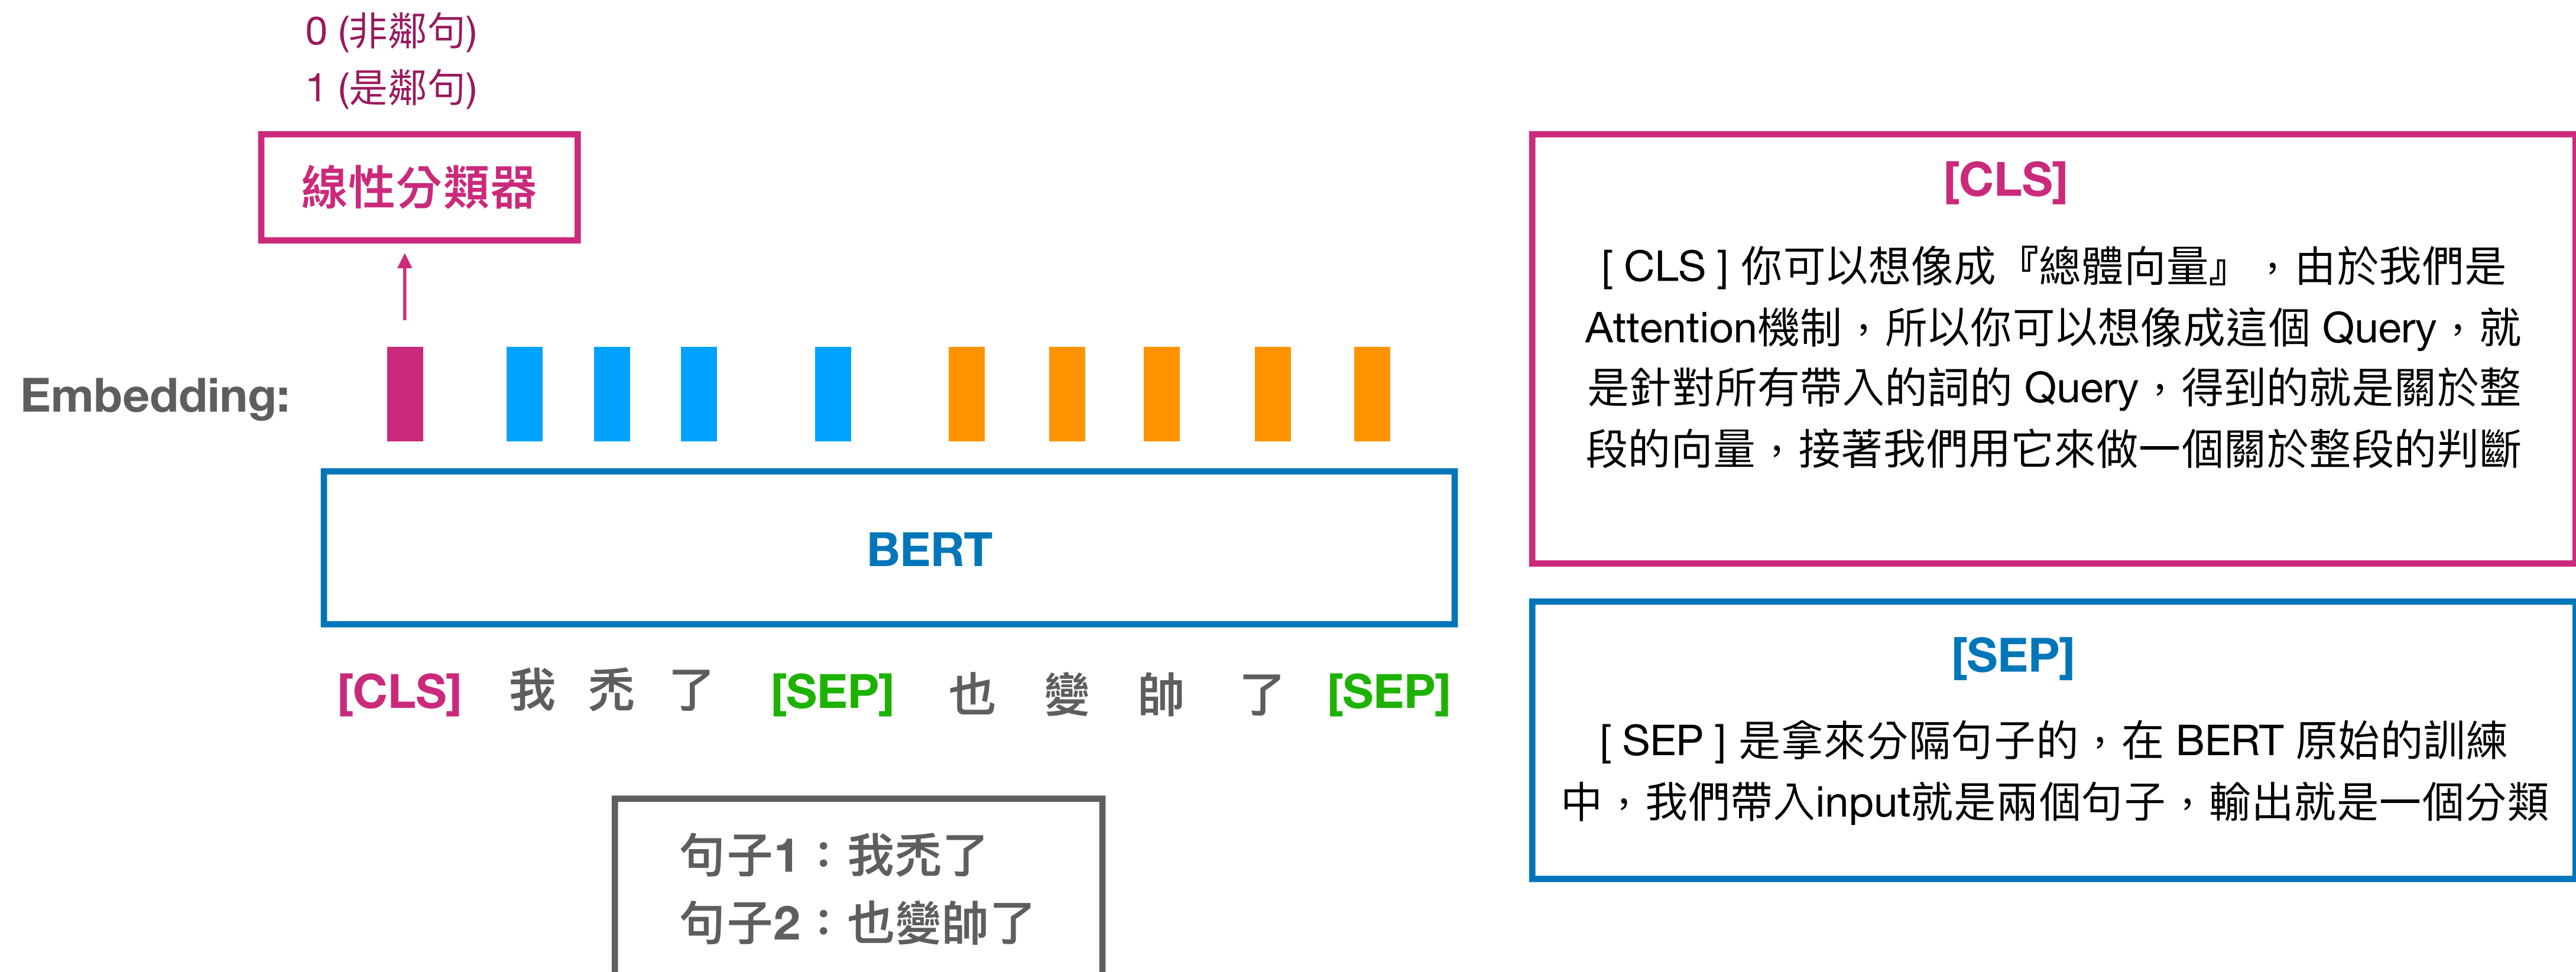 0 (非鄰句)
1 (是鄰句)
線性分類器
Embedding:
BERT
[CLS] 我 禿 了 [SEP] 也 變 帥 了 [SEP]
句子1：我禿了
句子2：也變帥了
[CLS]
[ CLS ] 你可以想像成『總體向量』，由於我們是
Attention機制，所以你可以想像成這個 Query，就
是針對所有帶入的詞的 Query，得到的就是關於整
段的向量，接著我們用它來做一個關於整段的判斷
[SEP]
[ SEP ] 是拿來分隔句子的，在 BERT 原始的訓練
中，我們帶入input就是兩個句子，輸出就是一個分類